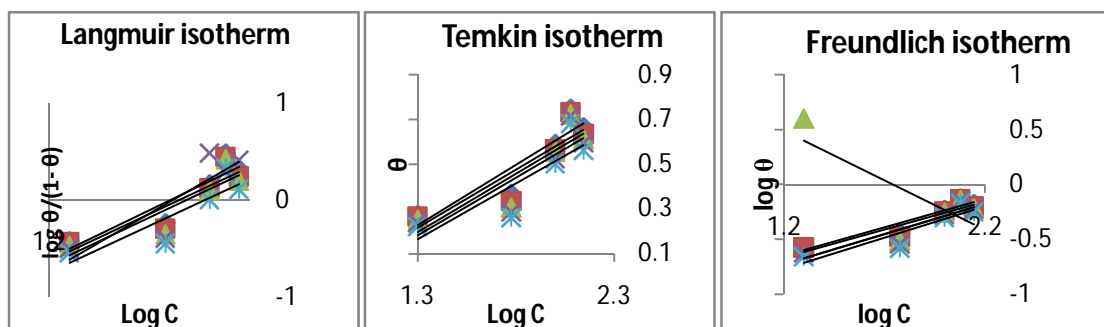 Langmuir isotherm
1
0
-1
1.2
log θ/(1- θ)
Log C
Temkin isotherm
0.9
0.7
0.5
0.3
0.1
θ
1.3
2.3
Log C
Freundlich isotherm
1
0.5
0
-0.5
-1
log θ
1.2
2.2
log C